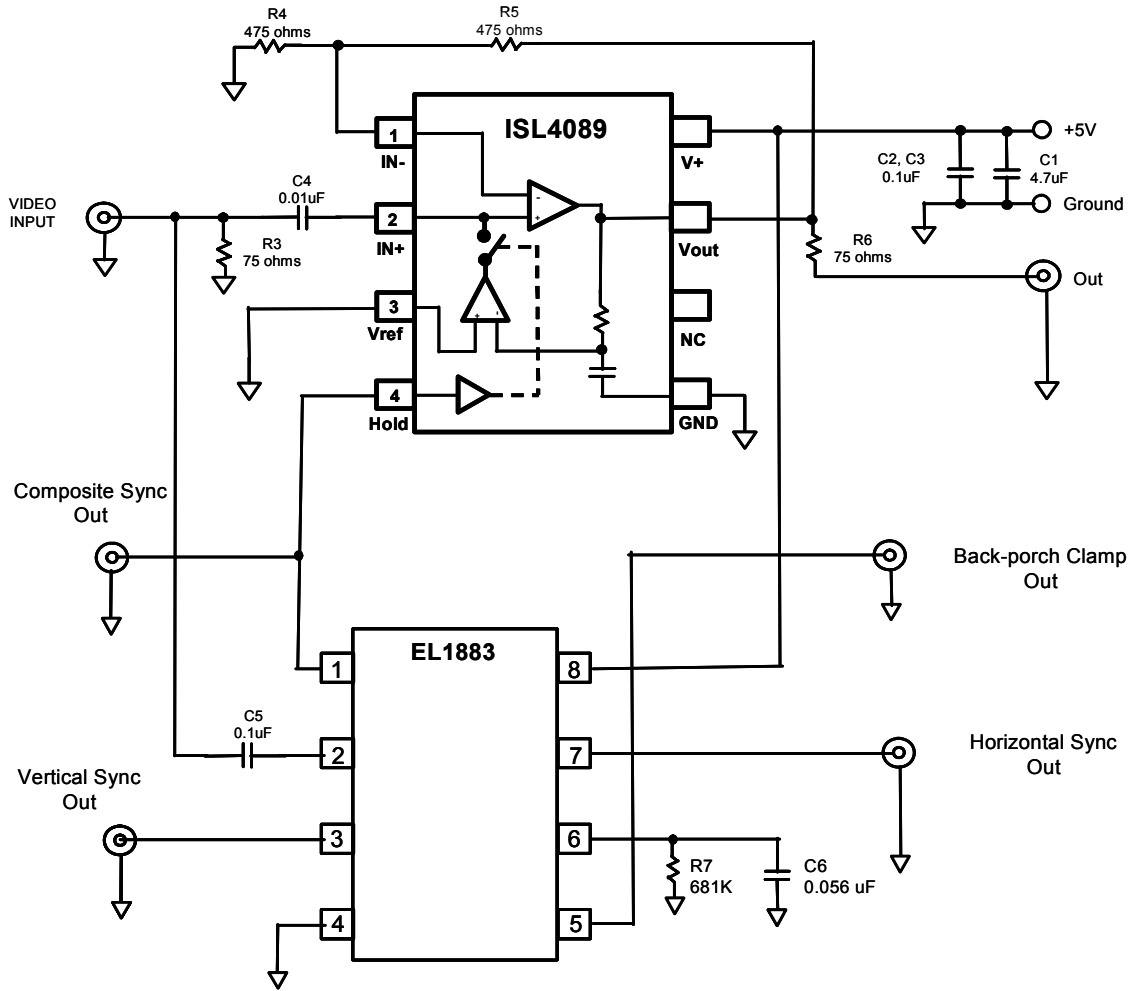 R4
475 ohms
R5
475 ohms
ISL4089
1
IN-
V+
+5V
C2, C3
0.1uF
C1
4.7uF
Ground
VIDEO
INPUT
C4
0.01uF
2
IN+
-
+
Vout
R3
75 ohms
R6
75 ohms
Out
3
Vref
+
-
NC
4
Hold
GND
Composite Sync
Out
Back-porch Clamp
Out
EL1883
1
8
C5
0.1uF
2
7
Horizontal Sync
Out
Vertical Sync
Out
3
6
R7
681K
C6
0.056 uF
4
5